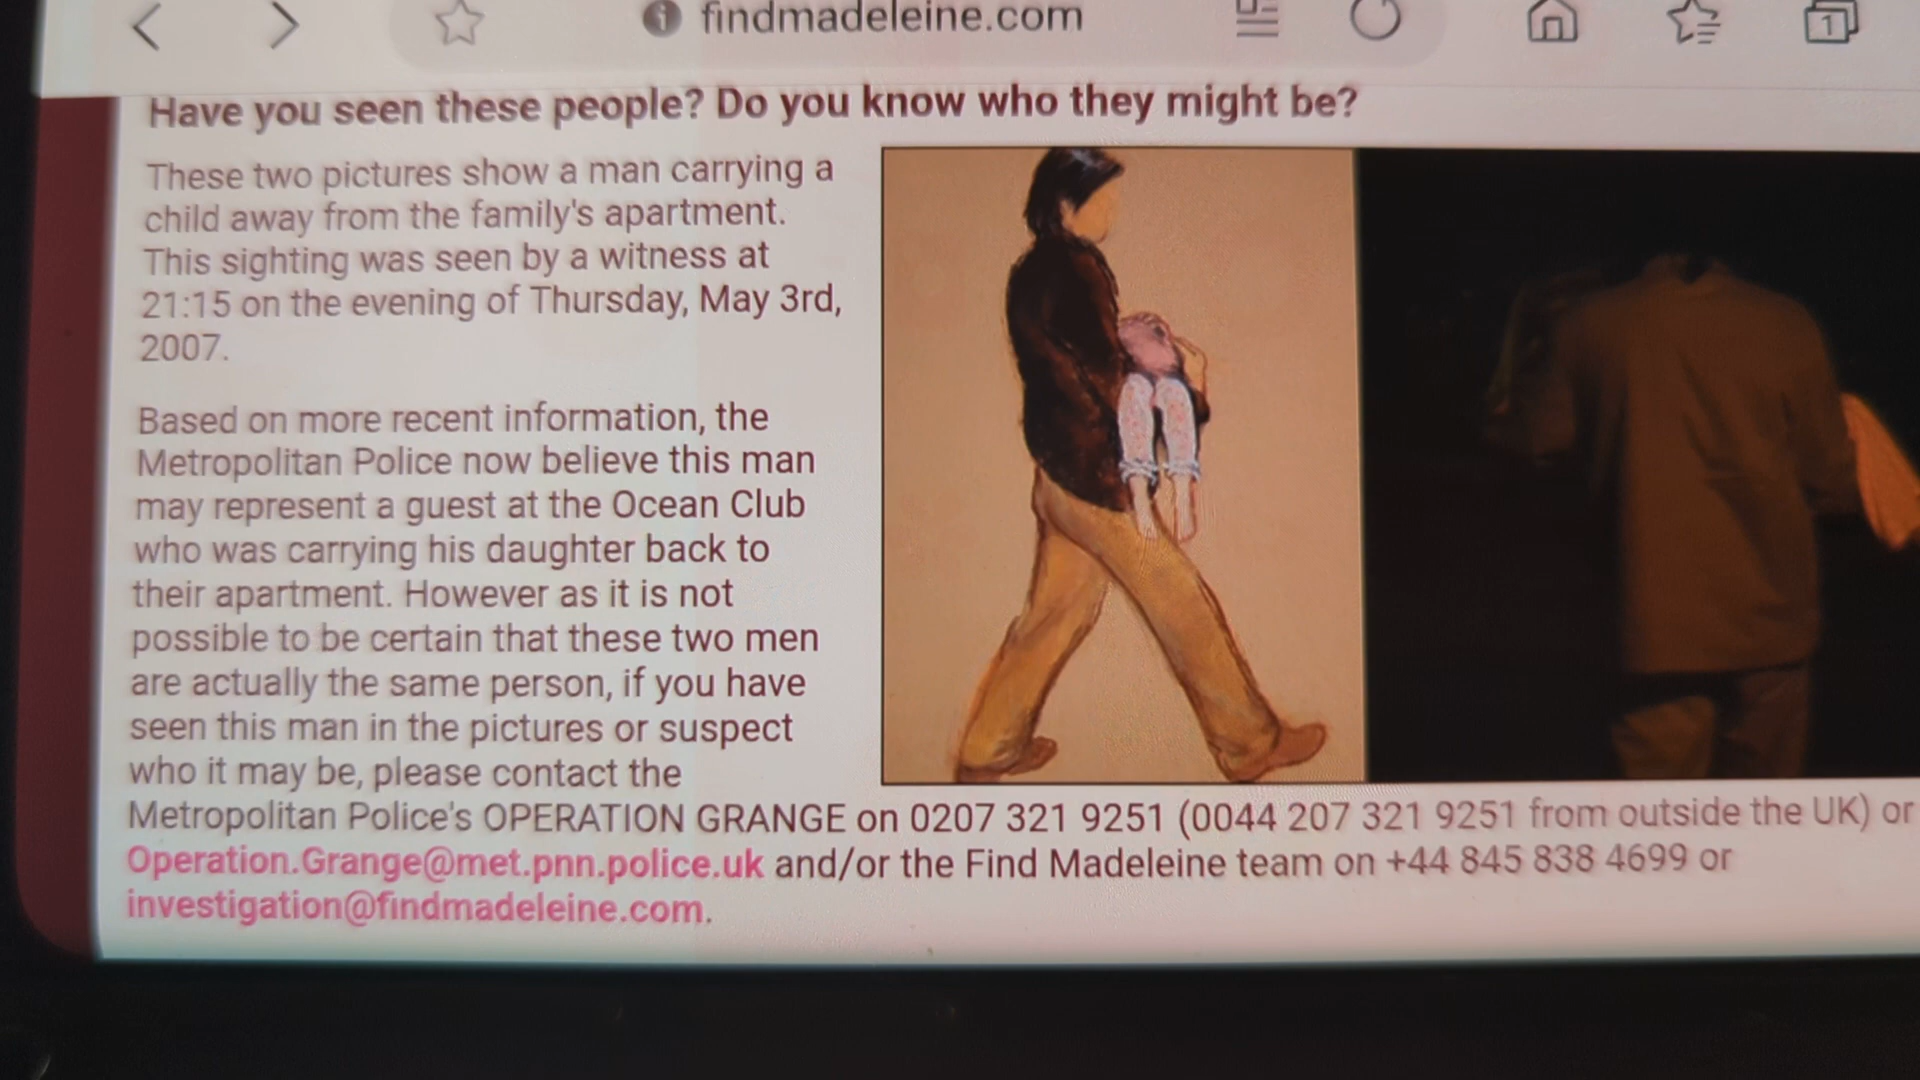 findmadeleine.com
1
Have you seen these people? Do you know who they might be?
These two pictures show a man carrying a
child away from the family's apartment.
This sighting was seen by a witness at
21:15 on the evening of Thursday, May 3rd,
2007.
Based on more recent information, the
Metropolitan Police now believe this man
may represent a guest at the Ocean Club
who was carrying his daughter back to
their apartment. However as it is not
possible to be certain that these two men
are actually the same person, if you have
seen this man in the pictures or suspect
who it may be, please contact the
Metropolitan Police's OPERATION GRANGE on 0207 321 9251 (0044 207 321 9251 from outside the UK) or
Operation.Grange@met.pnn.police.uk and/or the Find Madeleine team on +44 845 838 4699 or
investigation@findmadeleine.com.